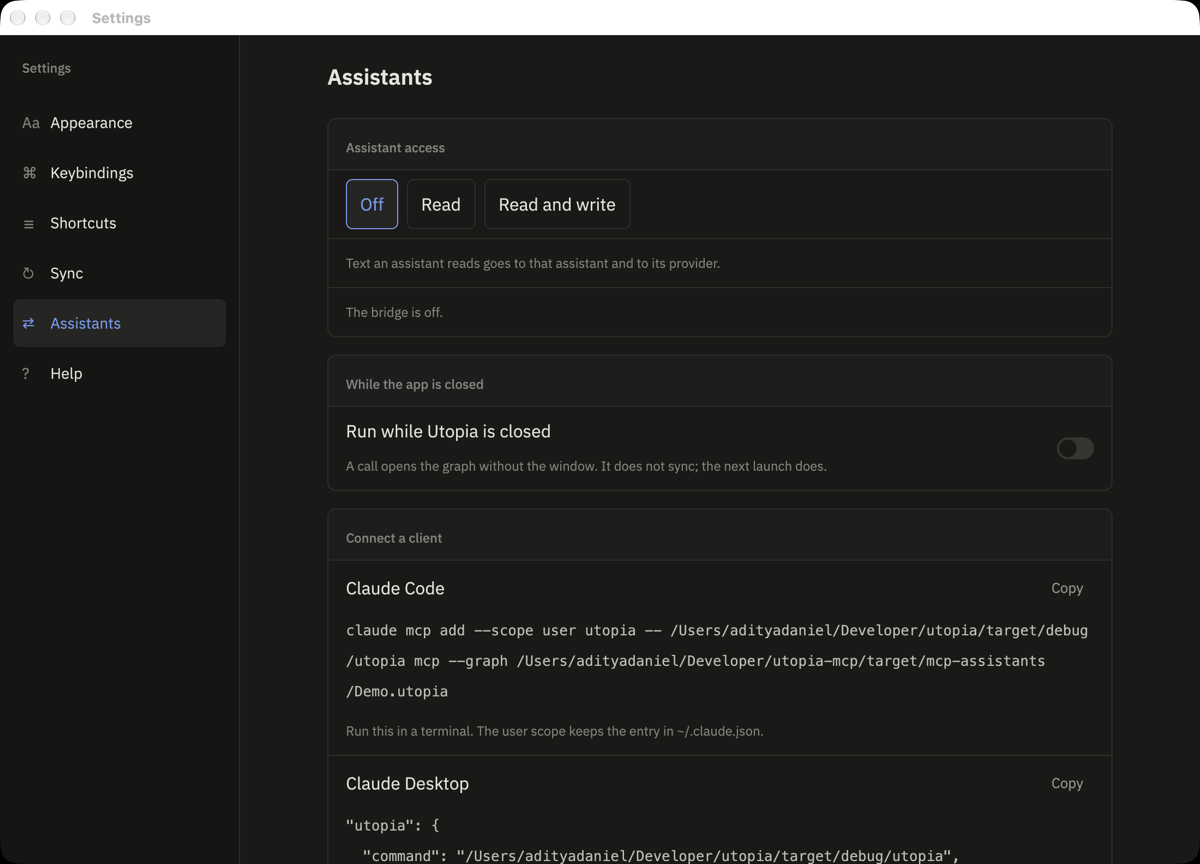 Settings
Settings
Aa Appearance
⌘ Keybindings
≡ Shortcuts
↻ Sync
⇄ Assistants
? Help
Assistants
Assistant access
Off Read Read and write
Text an assistant reads goes to that assistant and to its provider.
The bridge is off.
While the app is closed
Run while Utopia is closed
A call opens the graph without the window. It does not sync; the next launch does.
Connect a client
Claude Code Copy
claude mcp add --scope user utopia -- /Users/adityadaniel/Developer/utopia/target/debug
/utopia mcp --graph /Users/adityadaniel/Developer/utopia-mcp/target/mcp-assistants
/Demo.utopia
Run this in a terminal. The user scope keeps the entry in ~/.claude.json.
Claude Desktop Copy
"utopia": {
"command": "/Users/adityadaniel/Developer/utopia/target/debug/utopia",